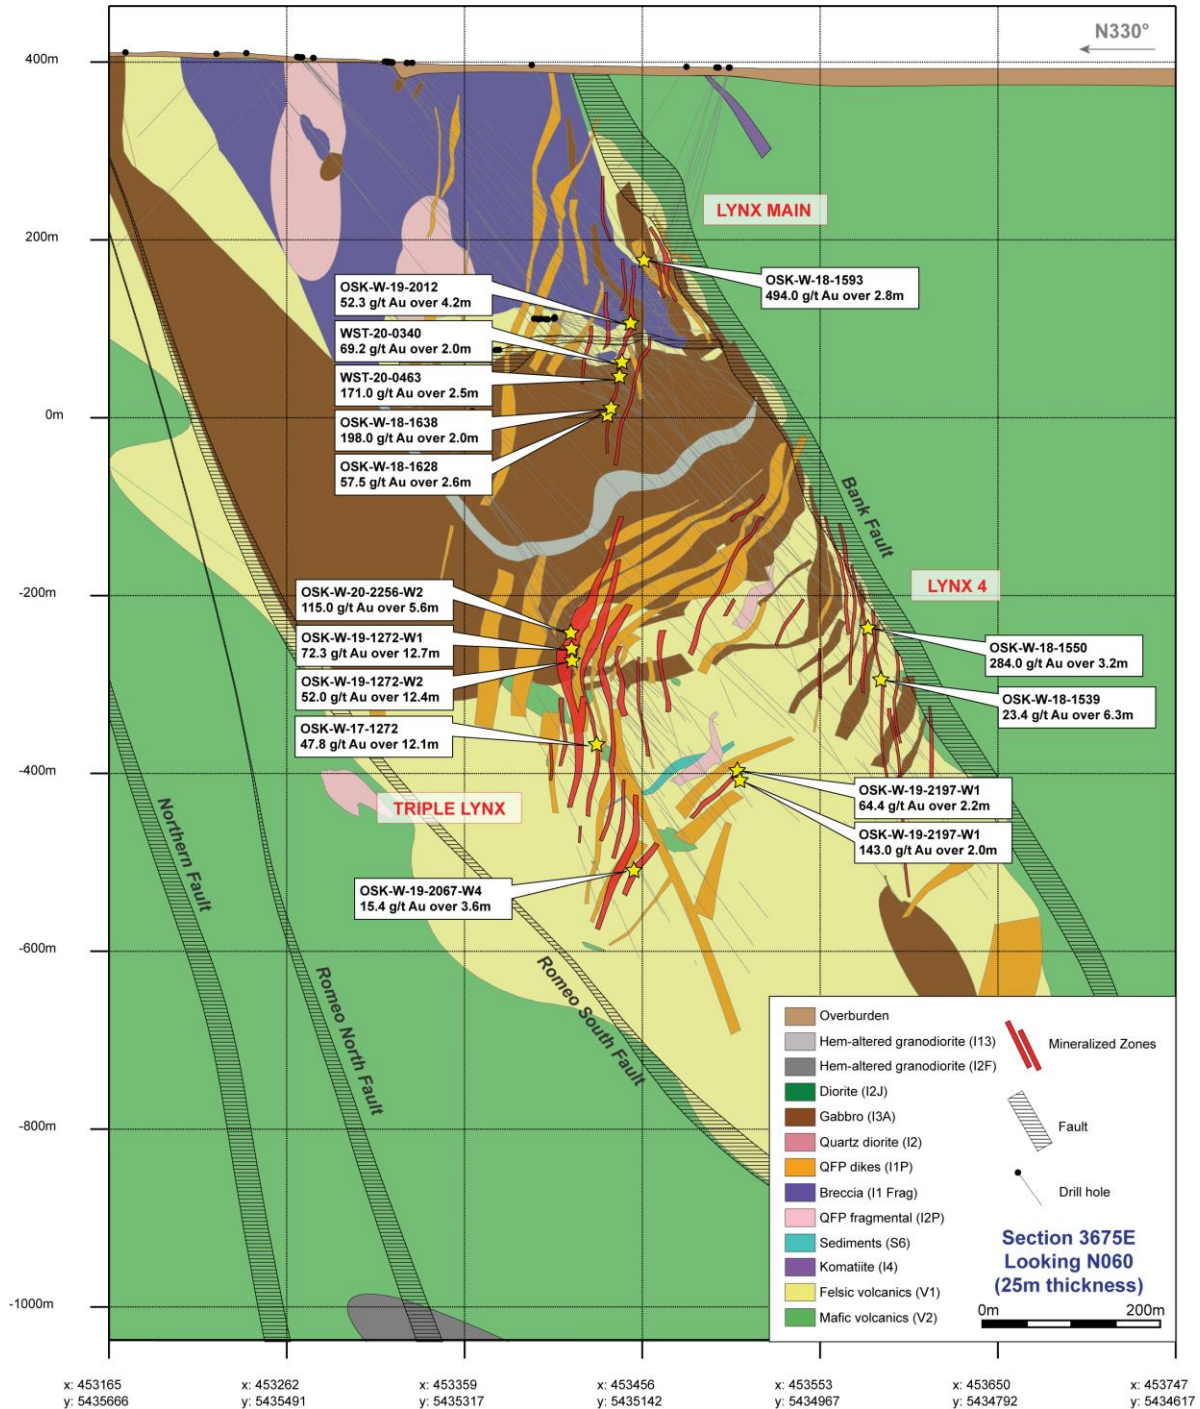 N330°
400m
200m
0m
-200m
-400m
-600m
-800m
-1000m
LYNX MAIN
OSK-W-19-2012
52.3 g/t Au over 4.2m
OSK-W-18-1593
494.0 g/t Au over 2.8m
WST-20-0340
69.2 g/t Au over 2.0m
WST-20-0463
171.0 g/t Au over 2.5m
OSK-W-18-1638
198.0 g/t Au over 2.0m
OSK-W-18-1628
57.5 g/t Au over 2.6m
Bank Fault
LYNX 4
OSK-W-20-2256-W2
115.0 g/t Au over 5.6m
OSK-W-19-1272-W1
72.3 g/t Au over 12.7m
OSK-W-19-1272-W2
52.0 g/t Au over 12.4m
OSK-W-17-1272
47.8 g/t Au over 12.1m
OSK-W-18-1550
284.0 g/t Au over 3.2m
OSK-W-18-1539
23.4 g/t Au over 6.3m
OSK-W-19-2197-W1
64.4 g/t Au over 2.2m
OSK-W-19-2197-W1
143.0 g/t Au over 2.0m
TRIPLE LYNX
OSK-W-19-2067-W4
15.4 g/t Au over 3.6m
Northern Fault
Romeo North Fault
Romeo South Fault
Overburden
Hem-altered granodiorite (I13)
Hem-altered granodiorite (I2F)
Diorite (I2J)
Gabbro (I3A)
Quartz diorite (I2)
QFP dikes (I1P)
Breccia (I1 Frag)
QFP fragmental (I2P)
Sediments (S6)
Komatiite (I4)
Felsic volcanics (V1)
Mafic volcanics (V2)
Mineralized Zones
Fault
Drill hole
Section 3675E
Looking N060
(25m thickness)
0m 200m
x: 453165 x: 453262 x: 453359 x: 453456 x: 453553 x: 453650 x: 453747
y: 5435666 y: 5435491 y: 5435317 y: 5435142 y: 5434967 y: 5434792 y: 5434617